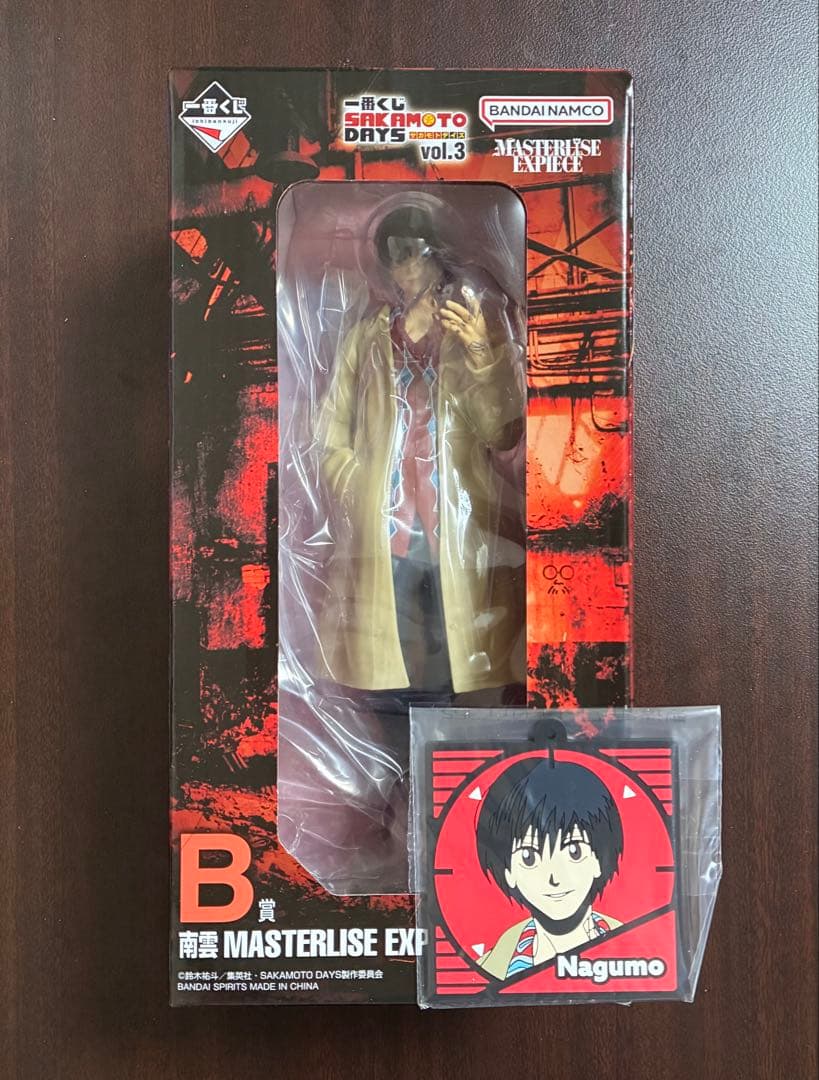 一番くじ
ichibankuji
一番くじ
SAKAMOTO
DAYS サカモトデイズ
vol.3
BANDAI NAMCO
MASTERLISE
EXPIECE
B賞
南雲 MASTERLISE EXP
©鈴木祐斗/集英社・SAKAMOTO DAYS製作委員会
BANDAI SPIRITS MADE IN CHINA
Nagumo